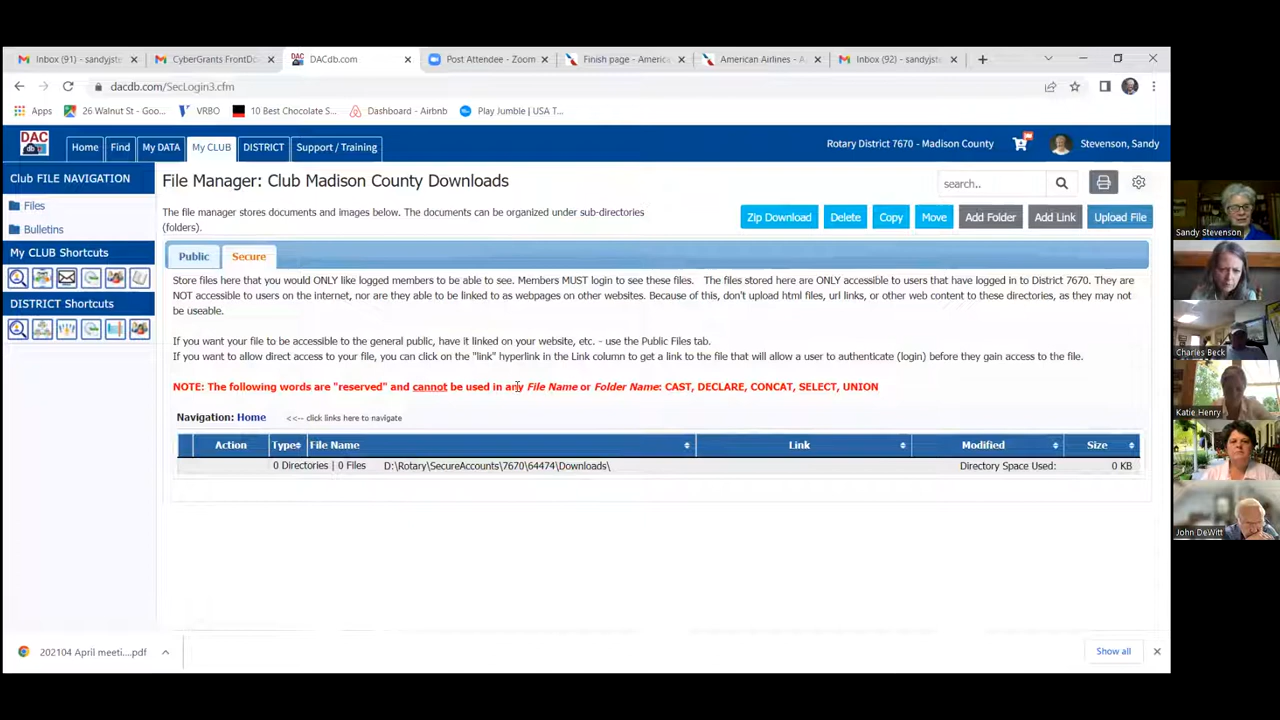 Inbox (91) - sandyjst
CyberGrants FrontDo
DACdb.com
Post Attendee - Zoom
Finish page - America
American Airlines - A
Inbox (92) - sandyjst
dacdb.com/SecLogin3.cfm
Apps
26 Walnut St - Goo...
VRBO
10 Best Chocolate S...
Dashboard - Airbnb
Play Jumble | USA T...
DAC
db
Home
Find
My DATA
My CLUB
DISTRICT
Support / Training
Rotary District 7670 - Madison County
Stevenson, Sandy
Club FILE NAVIGATION
Files
Bulletins
My CLUB Shortcuts
DISTRICT Shortcuts
File Manager: Club Madison County Downloads
search..
The file manager stores documents and images below. The documents can be organized under sub-directories
(folders).
Zip Download
Delete
Copy
Move
Add Folder
Add Link
Upload File
Public
Secure
Store files here that you would ONLY like logged members to be able to see. Members MUST login to see these files. The files stored here are ONLY accessible to users that have logged in to District 7670. They are
NOT accessible to users on the internet, nor are they able to be linked to as webpages on other websites. Because of this, don't upload html files, url links, or other web content to these directories, as they may not
be useable.
If you want your file to be accessible to the general public, have it linked on your website, etc. - use the Public Files tab.
If you want to allow direct access to your file, you can click on the "link" hyperlink in the Link column to get a link to the file that will allow a user to authenticate (login) before they gain access to the file.
NOTE: The following words are "reserved" and cannot be used in any File Name or Folder Name: CAST, DECLARE, CONCAT, SELECT, UNION
Navigation: Home <<-- click links here to navigate
Action Type File Name Link Modified Size
0 Directories | 0 Files D:\Rotary\SecureAccounts\7670\64474\Downloads\ Directory Space Used: 0 KB
202104 April meeti....pdf
Show all
Sandy Stevenson
Charles Beck
Katie Henry
John DeWitt